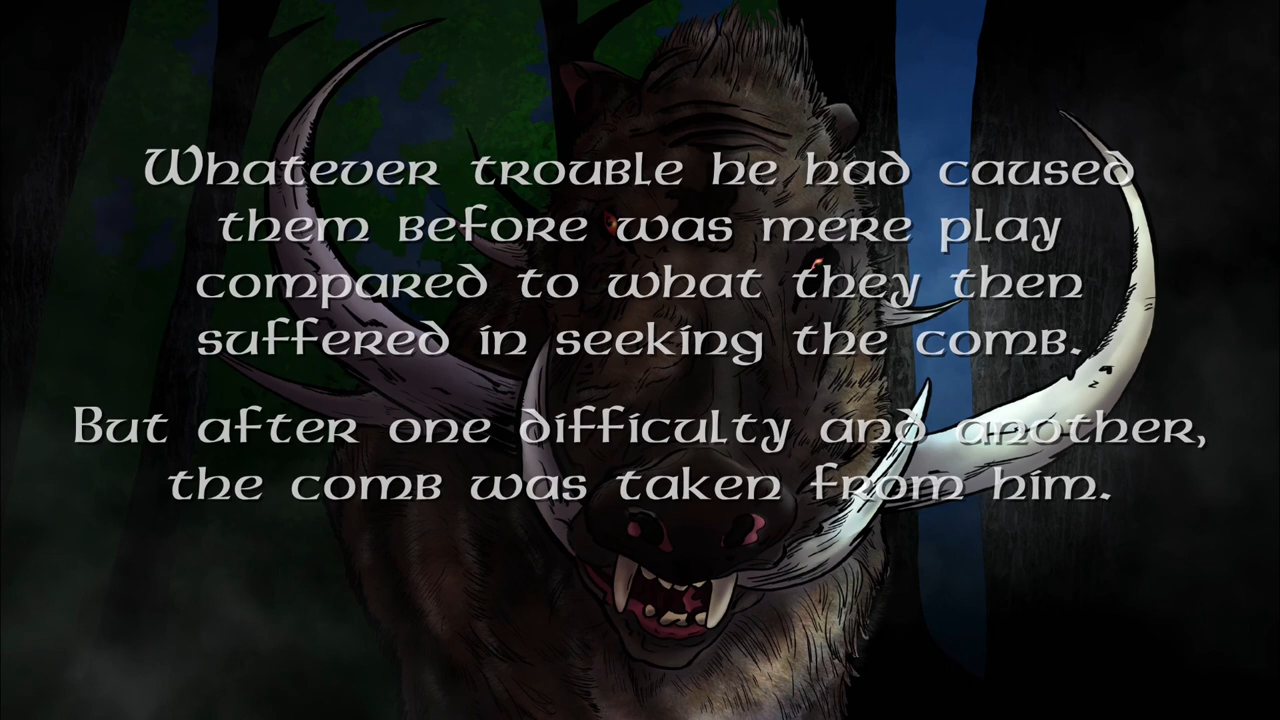 Whatever trouble he had caused
them before was mere play
compared to what they then
suffered in seeking the comb.
But after one difficulty and another,
the comb was taken from him.